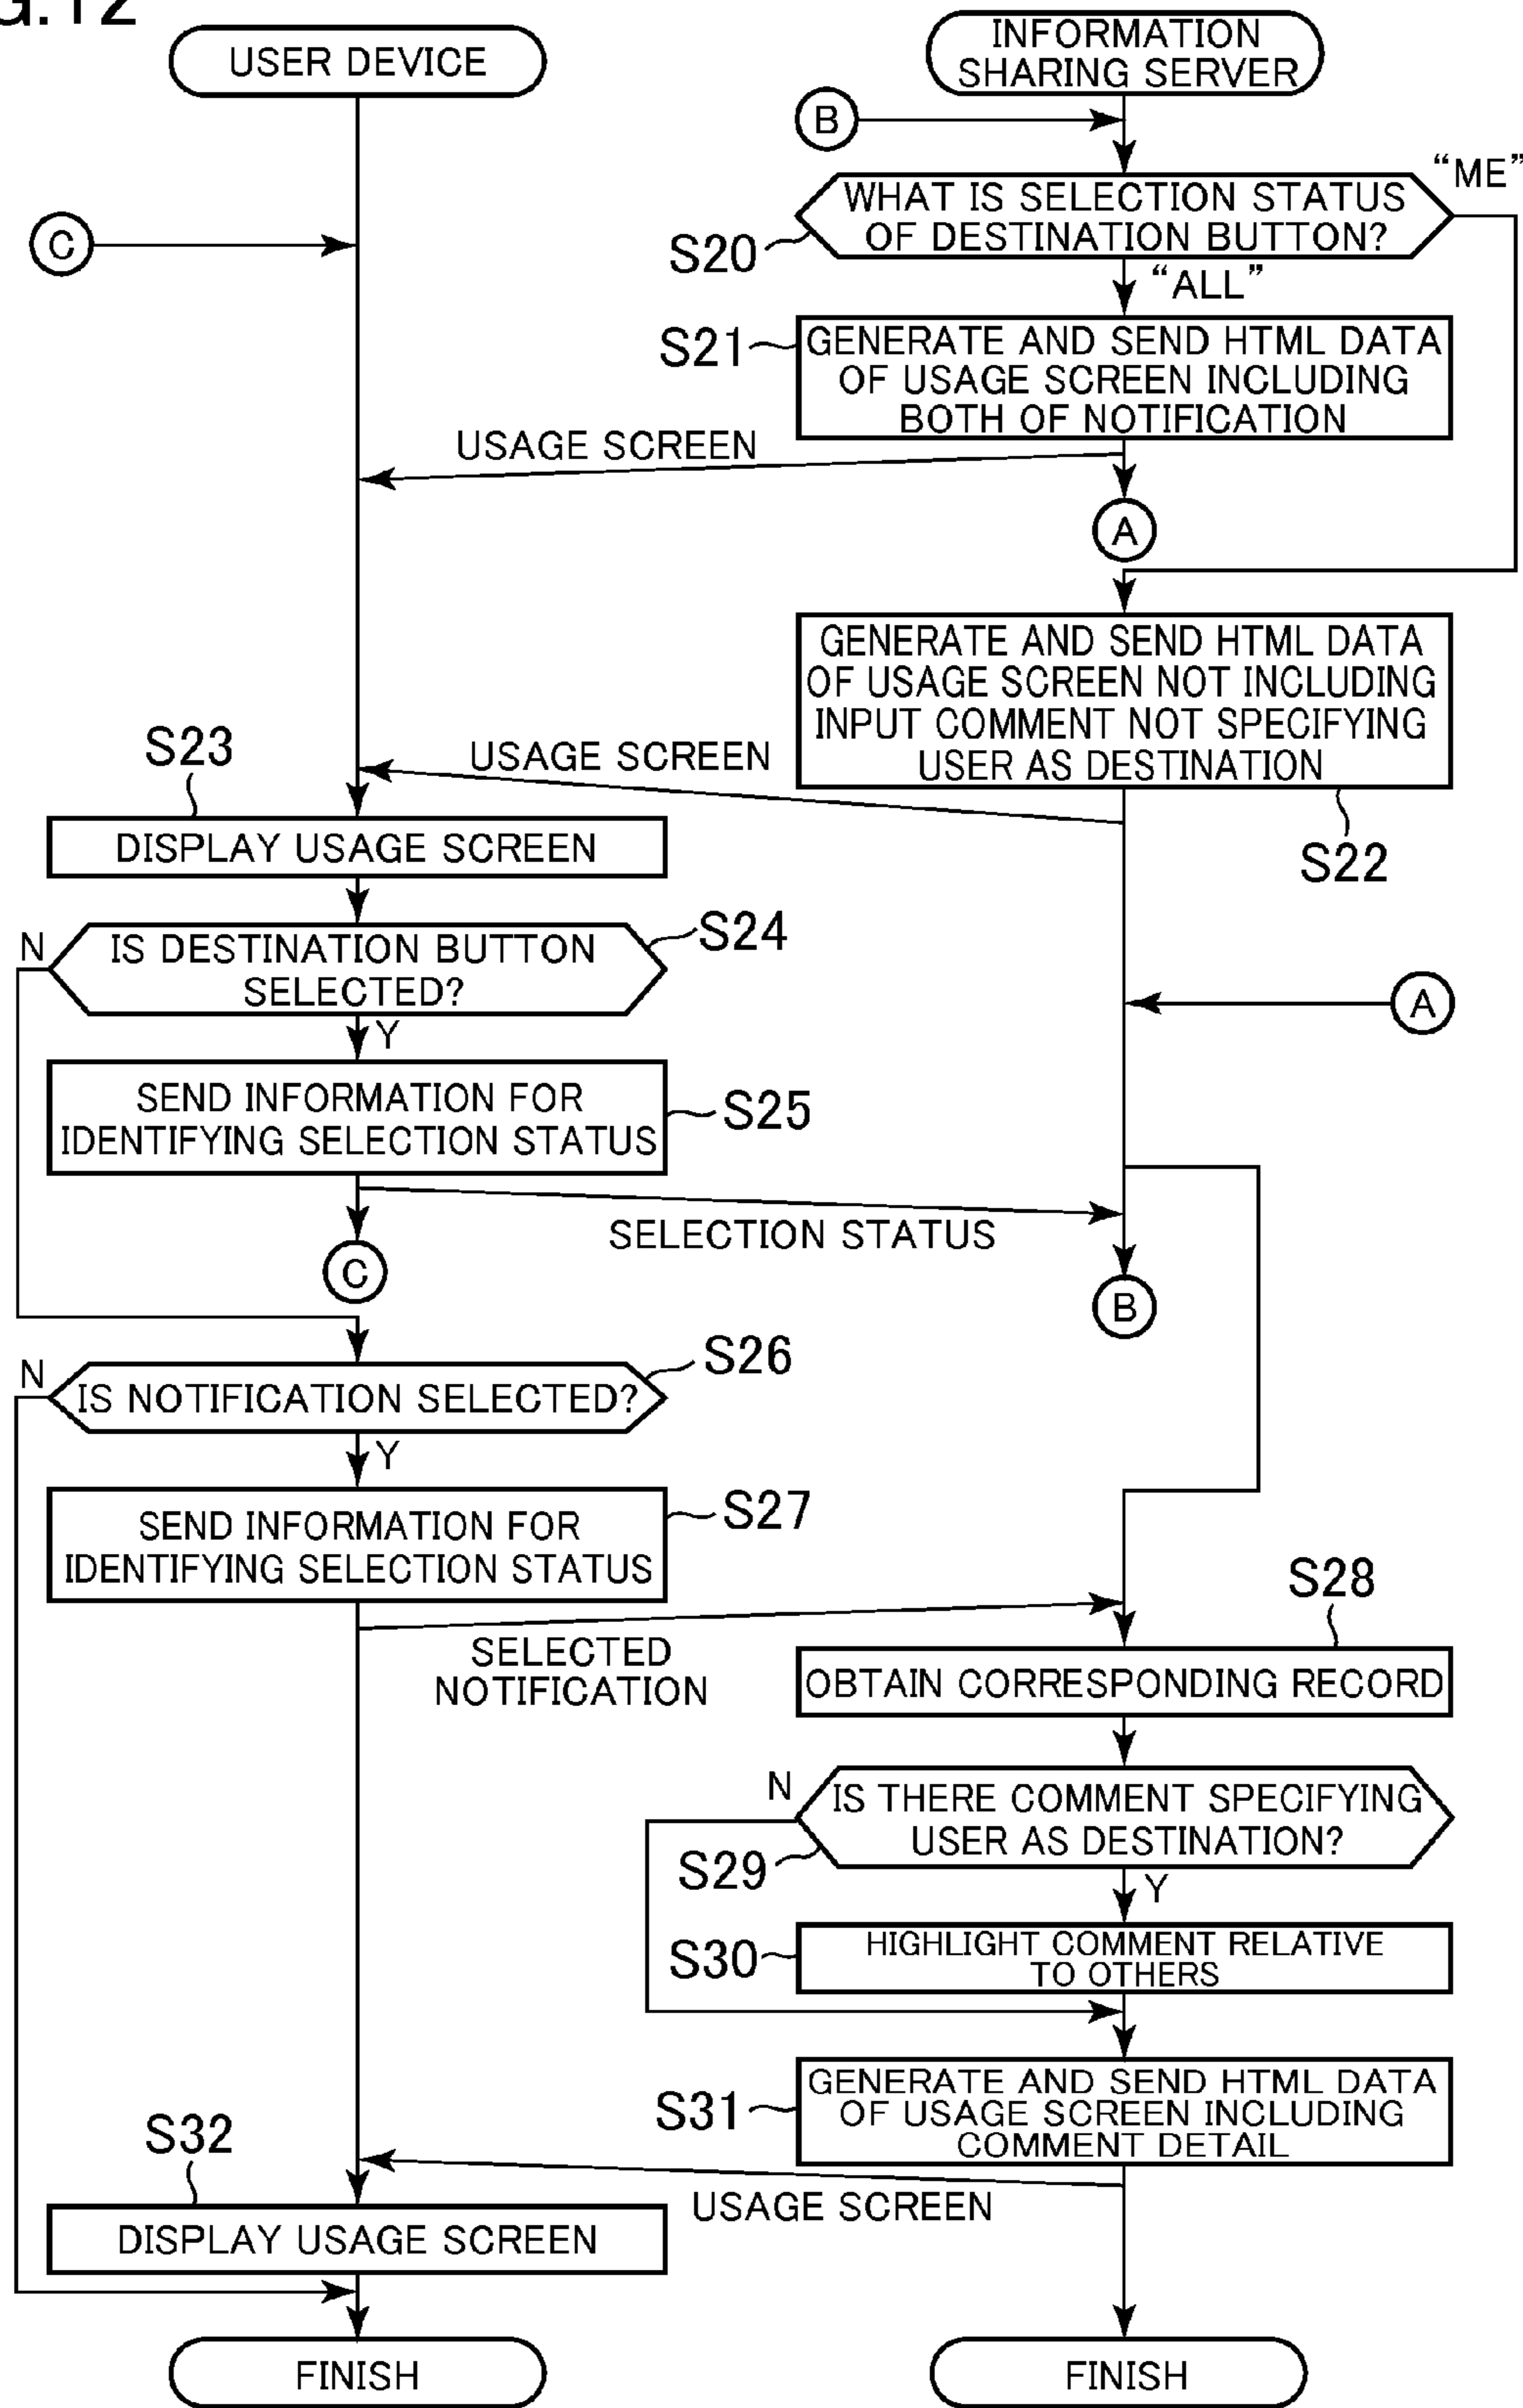 G.12
USER DEVICE
INFORMATION
SHARING SERVER
B
"ME"
C
WHAT IS SELECTION STATUS
OF DESTINATION BUTTON?
S20
"ALL"
S21
GENERATE AND SEND HTML DATA
OF USAGE SCREEN INCLUDING
BOTH OF NOTIFICATION
USAGE SCREEN
A
GENERATE AND SEND HTML DATA
OF USAGE SCREEN NOT INCLUDING
INPUT COMMENT NOT SPECIFYING
USER AS DESTINATION
S22
USAGE SCREEN
S23
DISPLAY USAGE SCREEN
N
IS DESTINATION BUTTON
SELECTED?
S24
A
Y
SEND INFORMATION FOR
IDENTIFYING SELECTION STATUS
S25
SELECTION STATUS
C
B
N
IS NOTIFICATION SELECTED?
S26
Y
SEND INFORMATION FOR
IDENTIFYING SELECTION STATUS
S27
SELECTED
NOTIFICATION
S28
OBTAIN CORRESPONDING RECORD
N
IS THERE COMMENT SPECIFYING
USER AS DESTINATION?
S29
Y
S30
HIGHLIGHT COMMENT RELATIVE
TO OTHERS
S31
GENERATE AND SEND HTML DATA
OF USAGE SCREEN INCLUDING
COMMENT DETAIL
USAGE SCREEN
S32
DISPLAY USAGE SCREEN
FINISH
FINISH